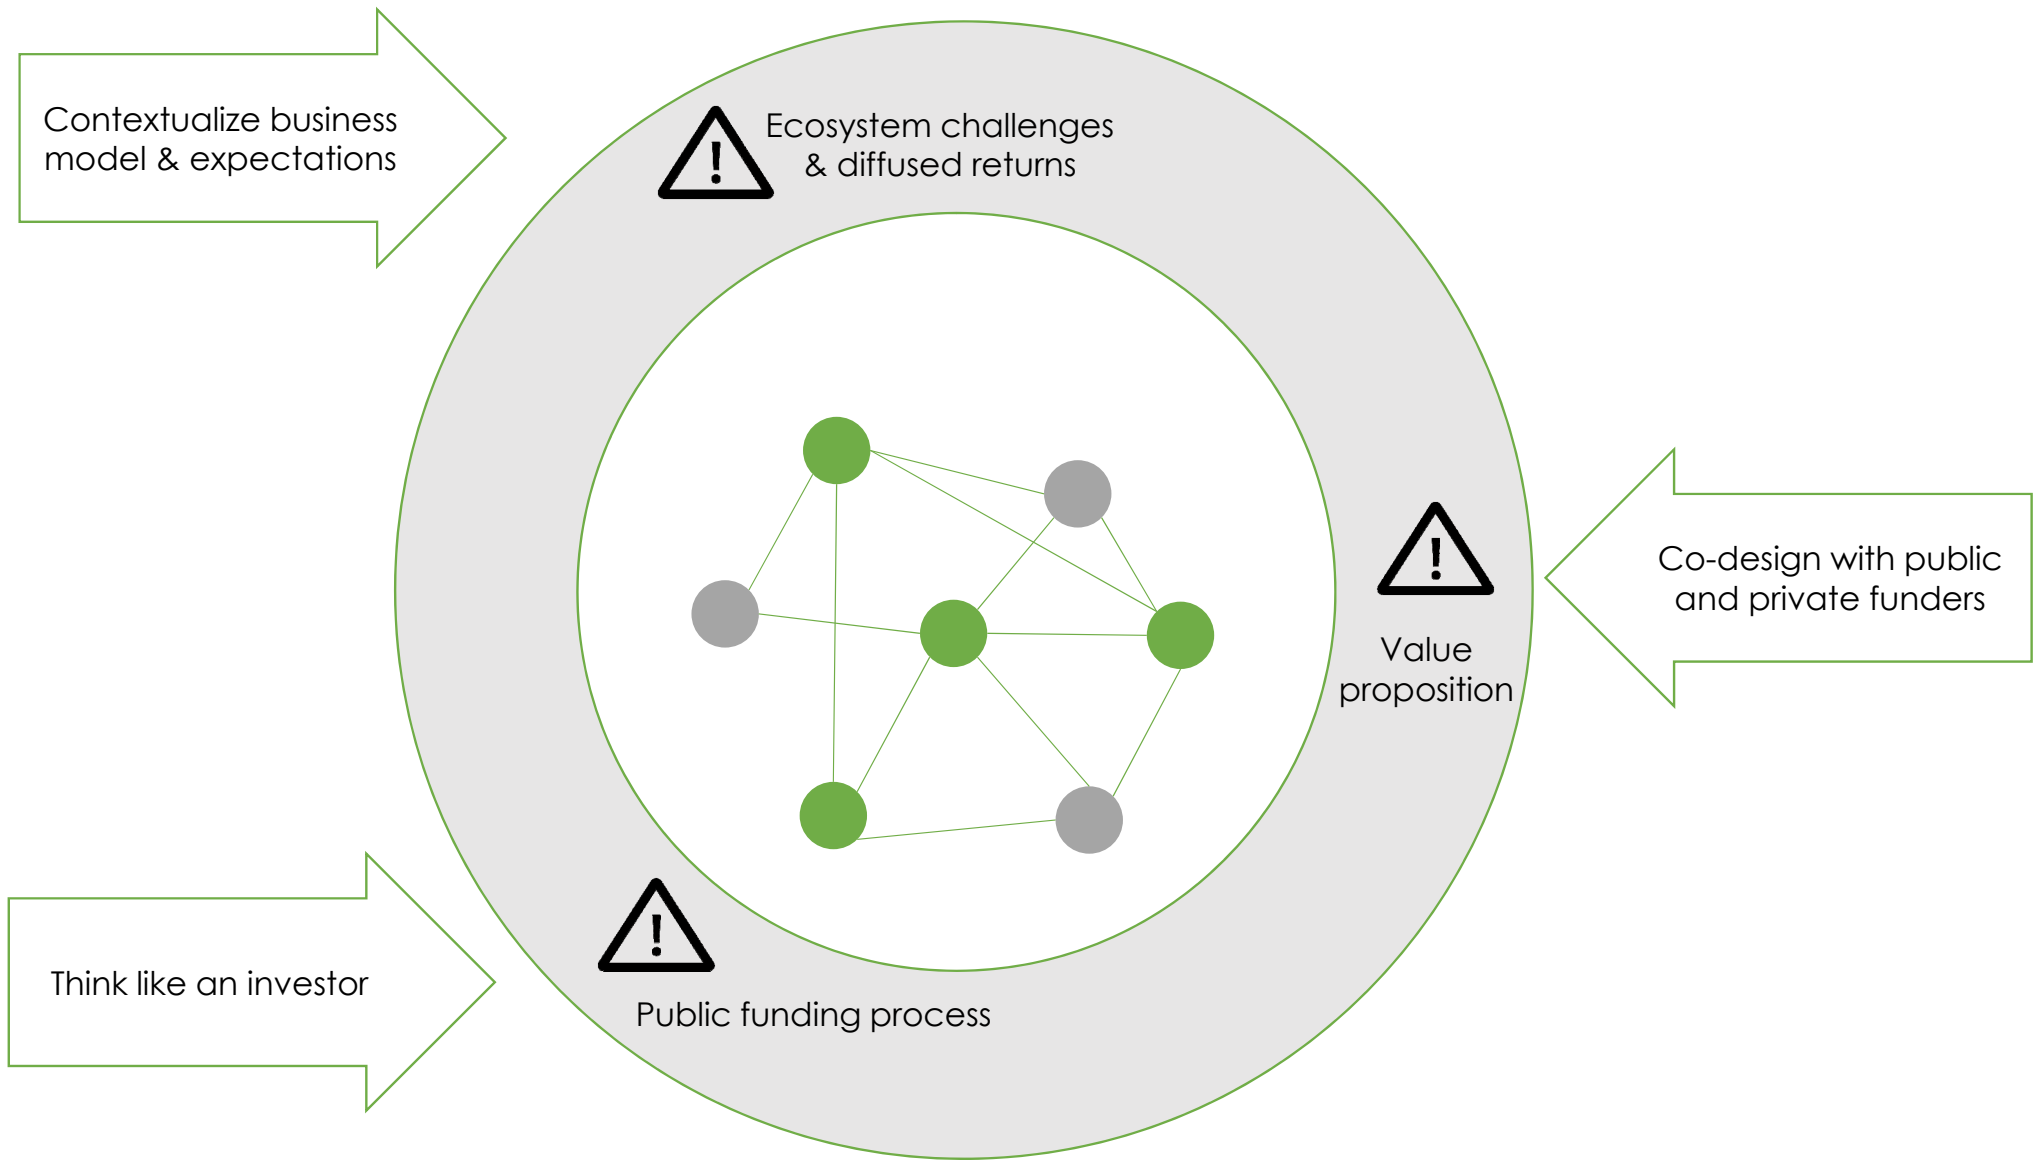 Contextualize business
model & expectations
Ecosystem challenges
& diffused returns
Co-design with public
and private funders
Value
proposition
Think like an investor
Public funding process